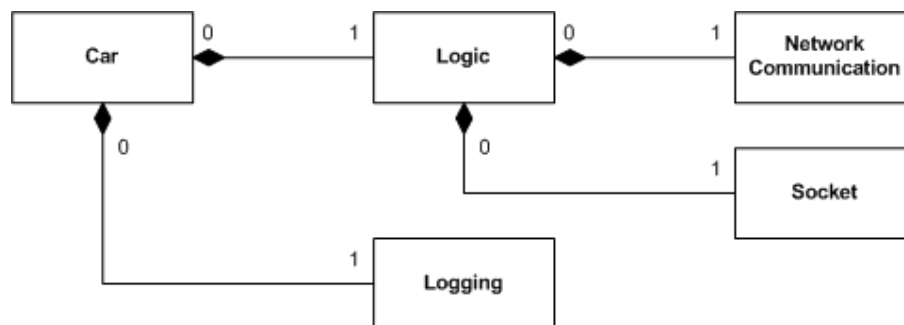 0 1 0 1
Car
Logic
Network
Communication
0
0
1
Socket
1
Logging